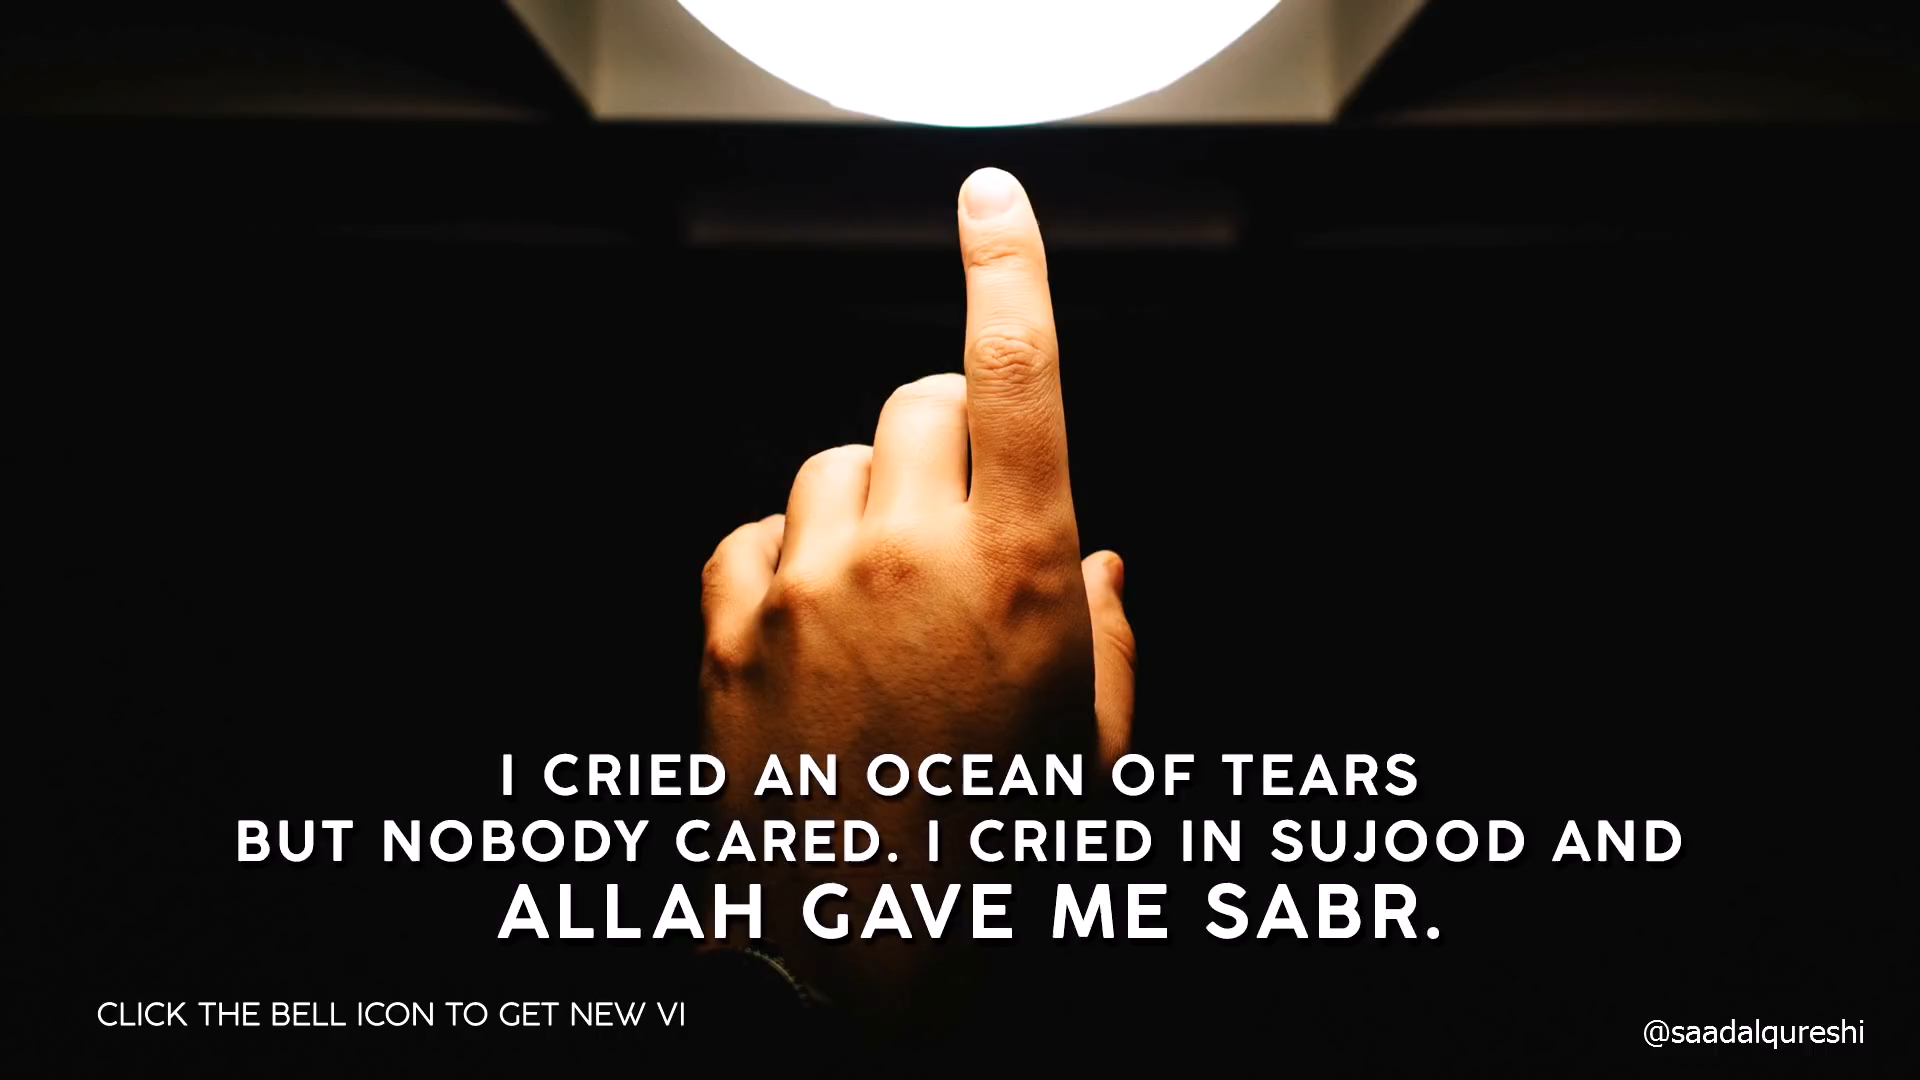 I CRIED AN OCEAN OF TEARS
BUT NOBODY CARED. I CRIED IN SUJOOD AND
ALLAH GAVE ME SABR.
CLICK THE BELL ICON TO GET NEW VI
@saadalqureshi